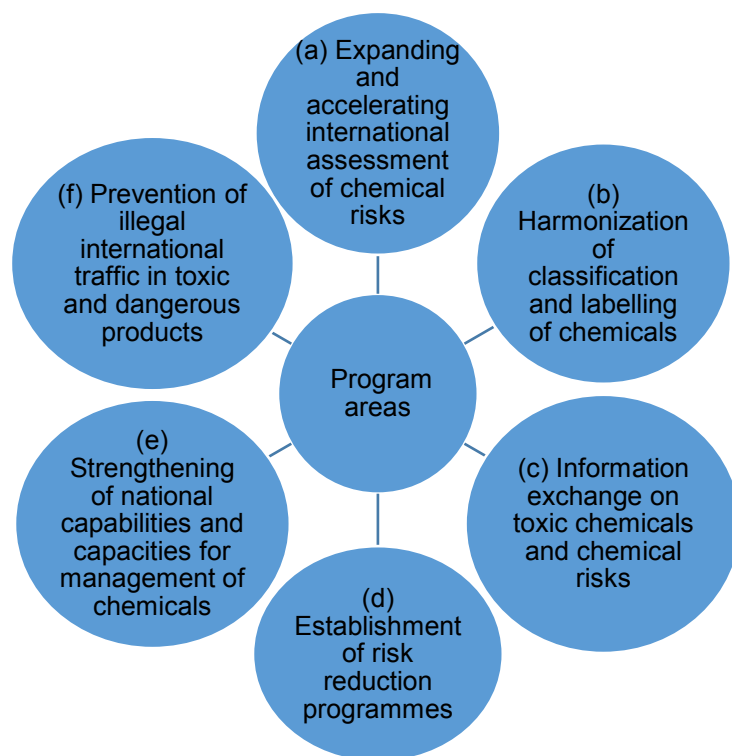 (a) Expanding
and
accelerating
international
assessment
of chemical
risks
(b)
Harmonization
of
classification
and labelling
of chemicals
(c) Information
exchange on
toxic chemicals
and chemical
risks
(d)
Establishment
of risk
reduction
programmes
(e)
Strengthening
of national
capabilities and
capacities for
management of
chemicals
(f) Prevention of
illegal
international
traffic in toxic
and dangerous
products
Program
areas